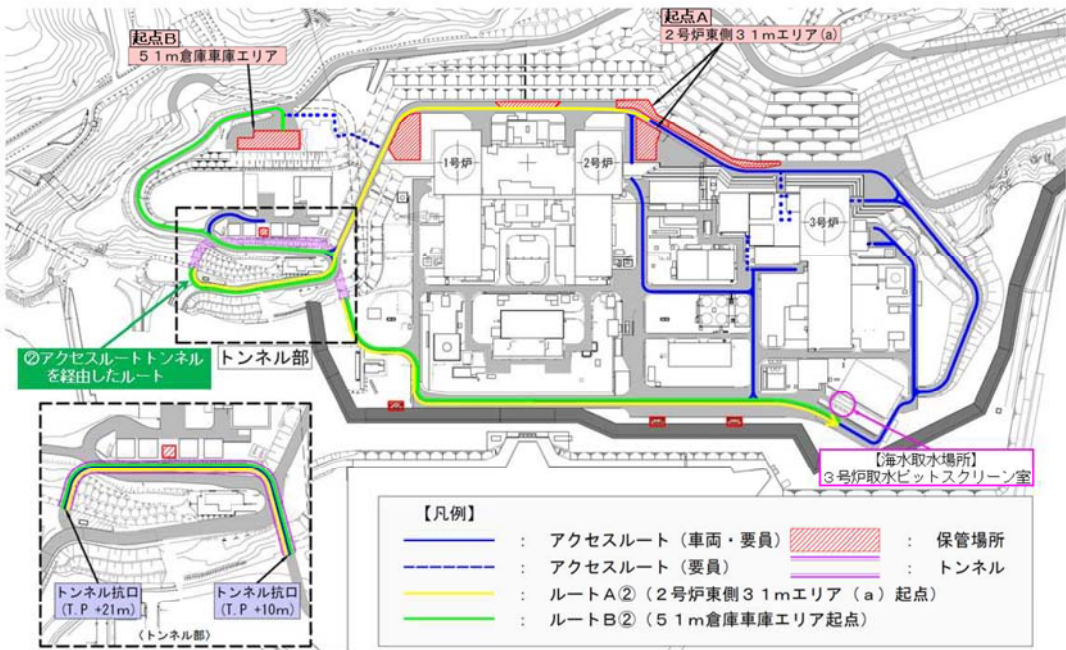 起点A
2号炉東側31mエリア(a)
起点B
51m倉庫車庫エリア
1号炉
2号炉
3号炉
②アクセスルートトンネル
を経由したルート
トンネル部
【海水取水場所】
3号炉取水ピットスクリーン室
トンネル抗口
(T.P +21m)
トンネル抗口
(T.P +10m)
〈トンネル部〉
【凡例】
: アクセスルート(車両・要員)
: 保管場所
: アクセスルート(要員)
: トンネル
: ルートA②(2号炉東側31mエリア(a)起点)
: ルートB②(51m倉庫車庫エリア起点)